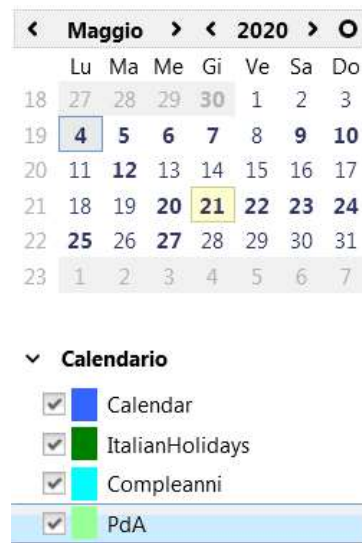 Maggio 2020
Lu Ma Me Gi Ve Sa Do
18 27 28 29 30 1 2 3
19 4 5 6 7 8 9 10
20 11 12 13 14 15 16 17
21 18 19 20 21 22 23 24
22 25 26 27 28 29 30 31
23 1 2 3 4 5 6 7
Calendario
Calendar
ItalianHolidays
Compleanni
PdA